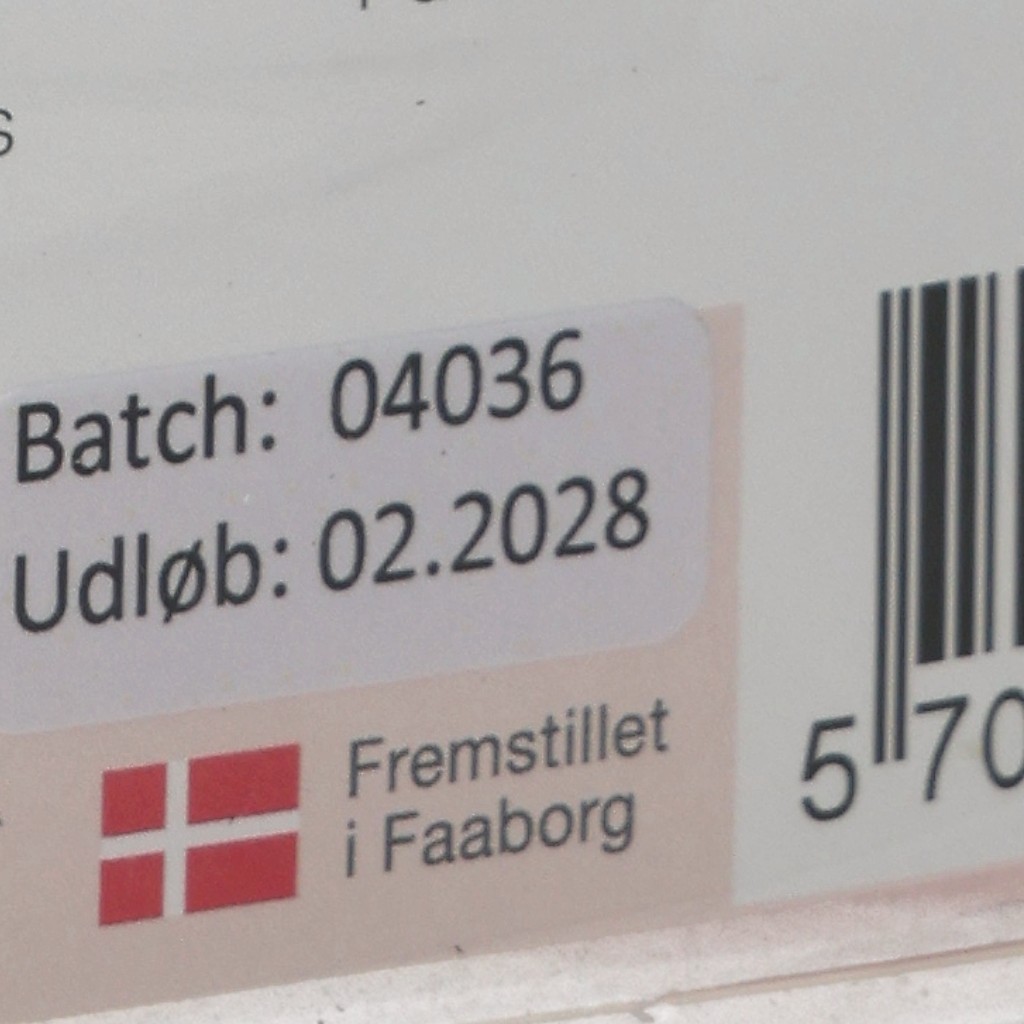 Batch: 04036
Udløb: 02.2028
Fremstillet
i Faaborg
5 70